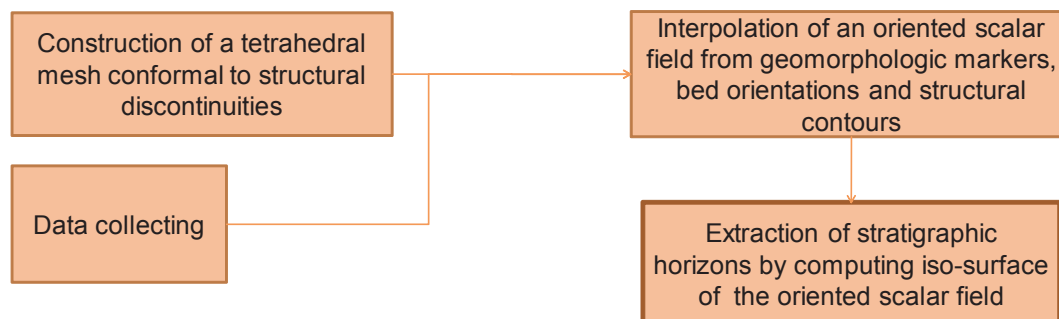 Construction of a tetrahedral
mesh conformal to structural
discontinuities
Data collecting
Interpolation of an oriented scalar
field from geomorphologic markers,
bed orientations and structural
contours
Extraction of stratigraphic
horizons by computing iso-surface
of the oriented scalar field